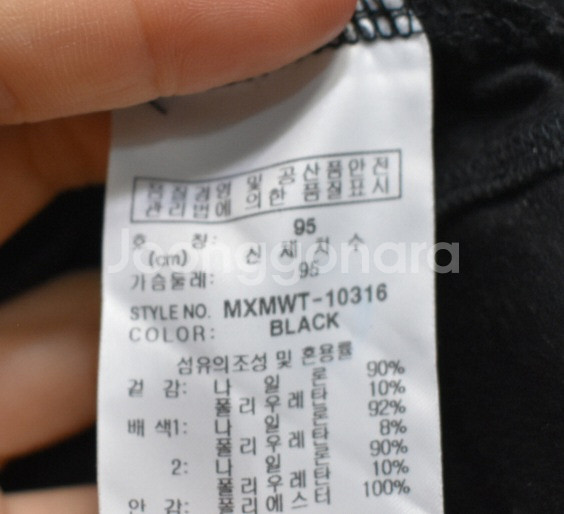 품질경영 및 공산품안전
관리법에 의한 품질표시
호 칭: 95
(cm) 신체치수
가슴둘레: 95
STYLE NO. MXMWT-10316
COLOR: BLACK
섬유의조성 및 혼용률
겉 감: 나 일 론 90%
폴리우레탄 10%
배색1: 나 일 론 92%
폴리우레탄 8%
2: 나 일 론 90%
폴리우레탄 10%
안 감: 폴리에스터 100%
Joonggonara